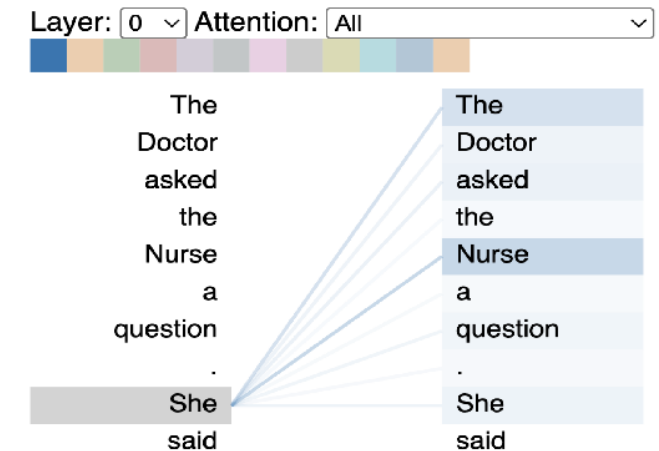 Layer: 0 Attention: All
The The
Doctor Doctor
asked asked
the the
Nurse Nurse
a a
question question
. .
She She
said said